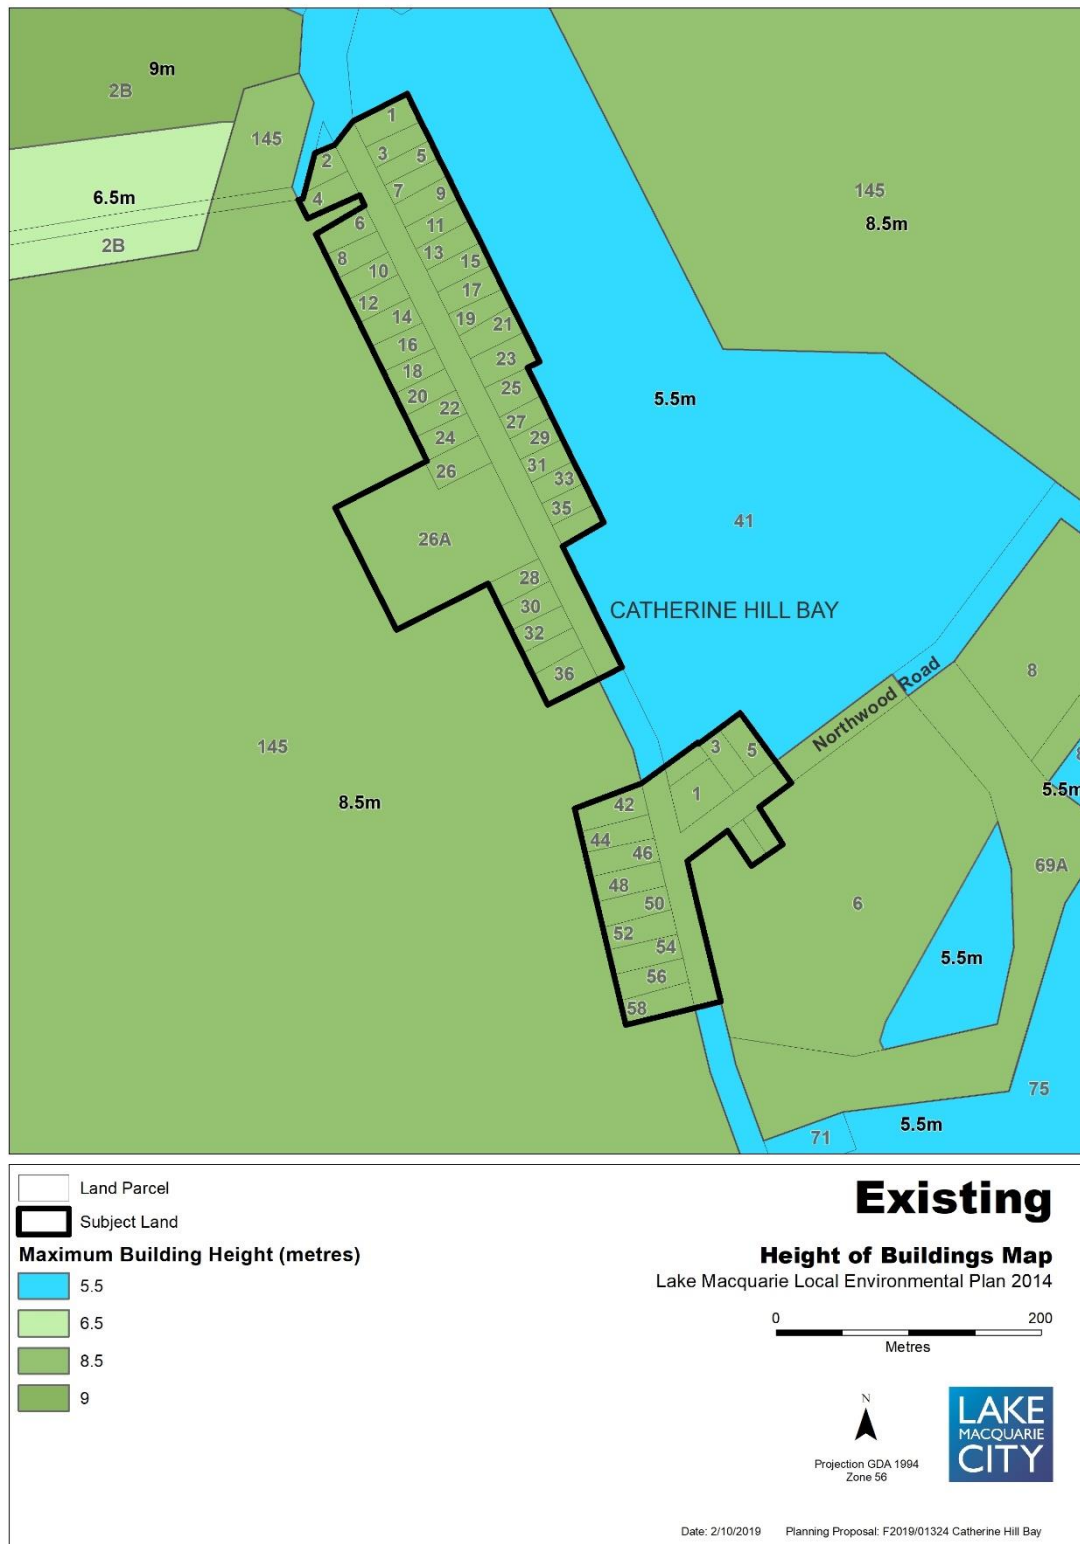 9m
2B
145
1
3
5
2
6.5m
4
7
9
145
8.5m
2B
6
11
8
13
15
10
17
12
14
19
21
16
23
18
25
5.5m
20
22
27
24
29
26
31
33
35
41
26A
28
30
CATHERINE HILL BAY
32
36
8
Northwood Road
145
3
5
8.5m
1
5.5m
42
44
46
69A
48
50
6
52
54
5.5m
56
58
75
71
5.5m
Land Parcel
Subject Land
Maximum Building Height (metres)
5.5
6.5
8.5
9
Existing
Height of Buildings Map
Lake Macquarie Local Environmental Plan 2014
0 200
Metres
N
Projection GDA 1994
Zone 56
LAKE
MACQUARIE
CITY
Date: 2/10/2019 Planning Proposal: F2019/01324 Catherine Hill Bay